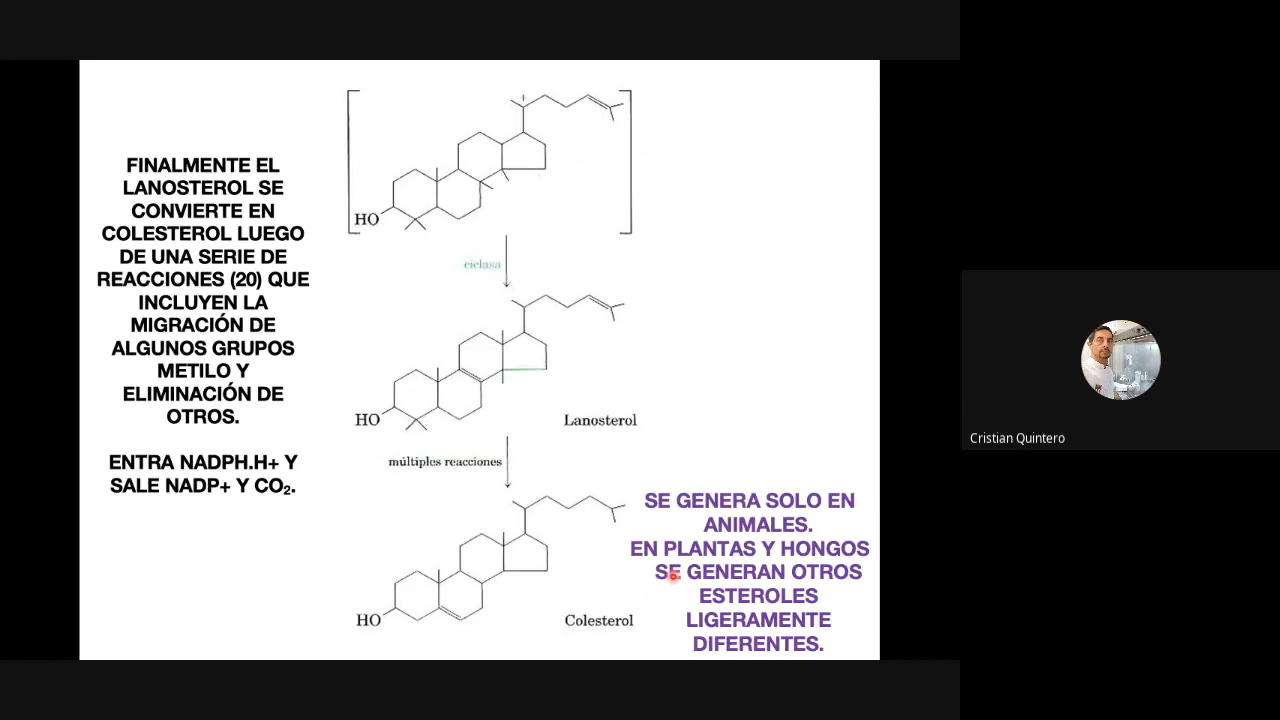 FINALMENTE EL
LANOSTEROL SE
CONVIERTE EN
COLESTEROL LUEGO
DE UNA SERIE DE
REACCIONES (20) QUE
INCLUYEN LA
MIGRACIÓN DE
ALGUNOS GRUPOS
METILO Y
ELIMINACIÓN DE
OTROS.
ENTRA NADPH.H+ Y
SALE NADP+ Y CO₂.
+
HO
ciclasa
HO
Lanosterol
múltiples reacciones
HO
Colesterol
SE GENERA SOLO EN
ANIMALES.
EN PLANTAS Y HONGOS
SE GENERAN OTROS
ESTEROLES
LIGERAMENTE
DIFERENTES.
Cristian Quintero